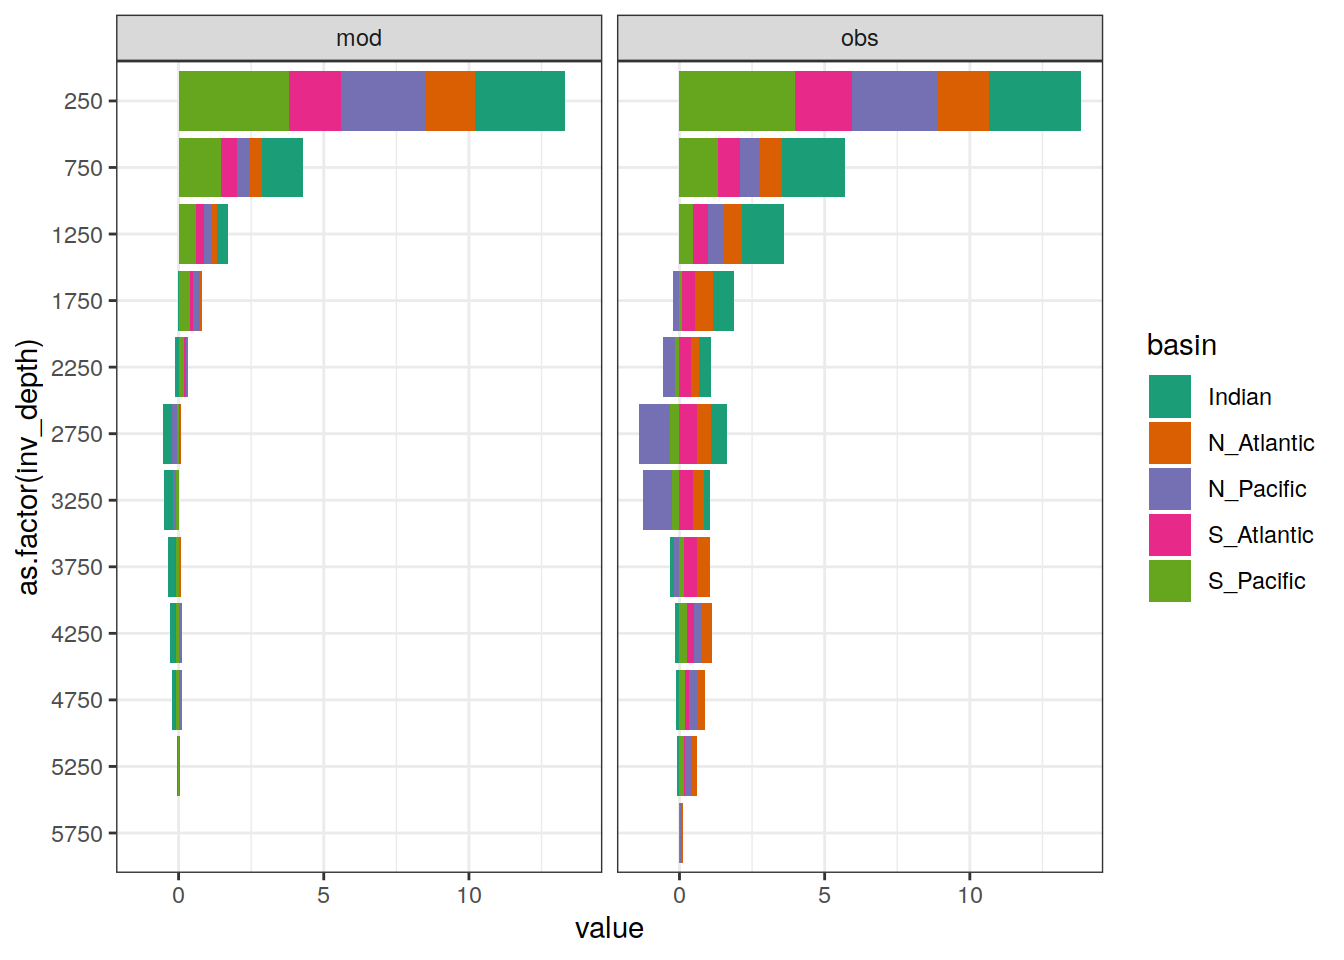 mod
obs
250
750
1250
1750
2250
2750
3250
3750
4250
4750
5250
5750
0
5
10
0
5
10
value
as.factor(inv_depth)
basin
Indian
N_Atlantic
N_Pacific
S_Atlantic
S_Pacific